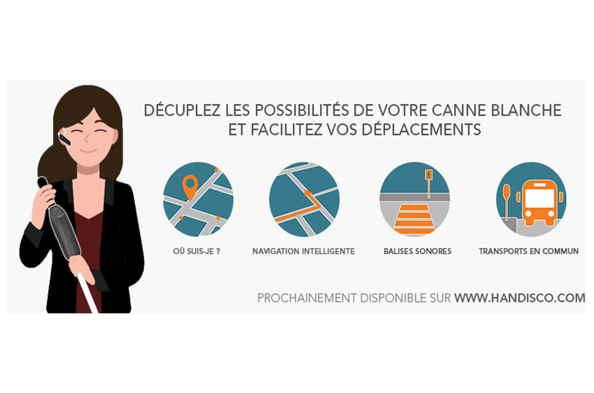 DÉCUPLEZ LES POSSIBILITÉS DE VOTRE CANNE BLANCHE
ET FACILITEZ VOS DÉPLACEMENTS
OÙ SUIS-JE ?
NAVIGATION INTELLIGENTE
BALISES SONORES
TRANSPORTS EN COMMUN
PROCHAINEMENT DISPONIBLE SUR WWW.HANDISCO.COM